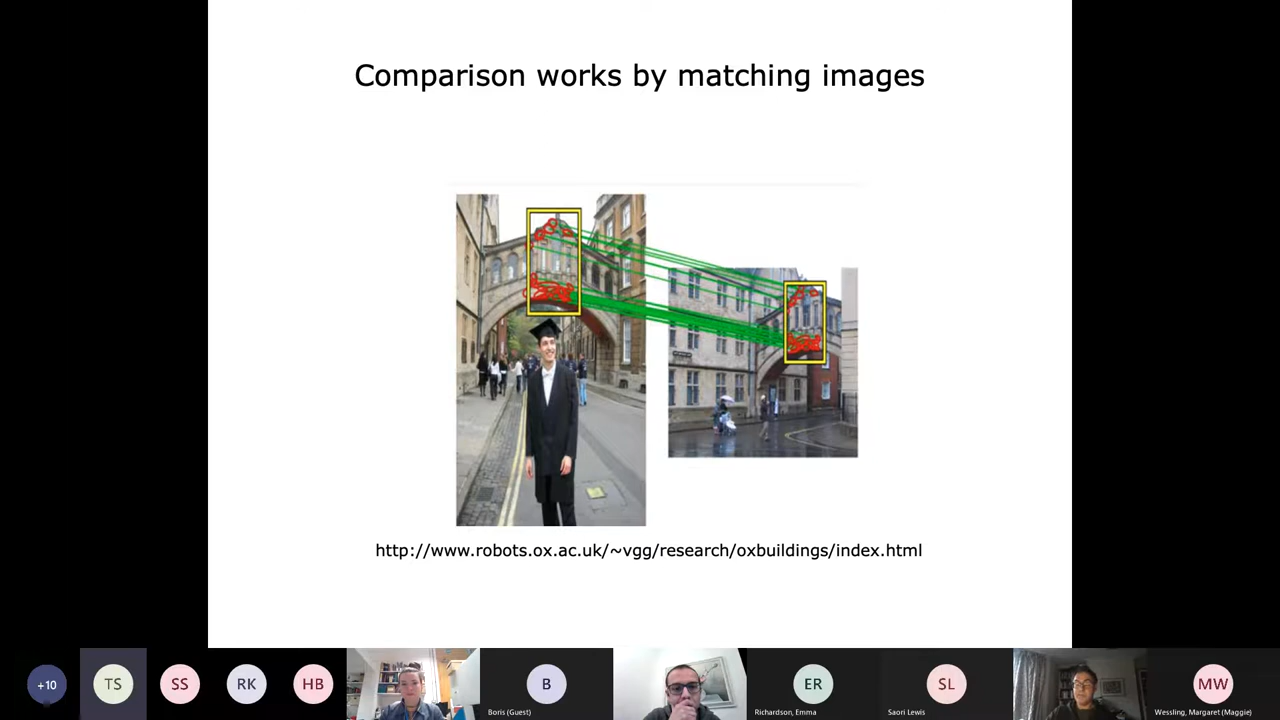 Comparison works by matching images
http://www.robots.ox.ac.uk/~vgg/research/oxbuildings/index.html
+10
TS
SS
RK
HB
B
Boris (Guest)
ER
Richardson, Emma
SL
Saori Lewis
MW
Wessling, Margaret (Maggie)